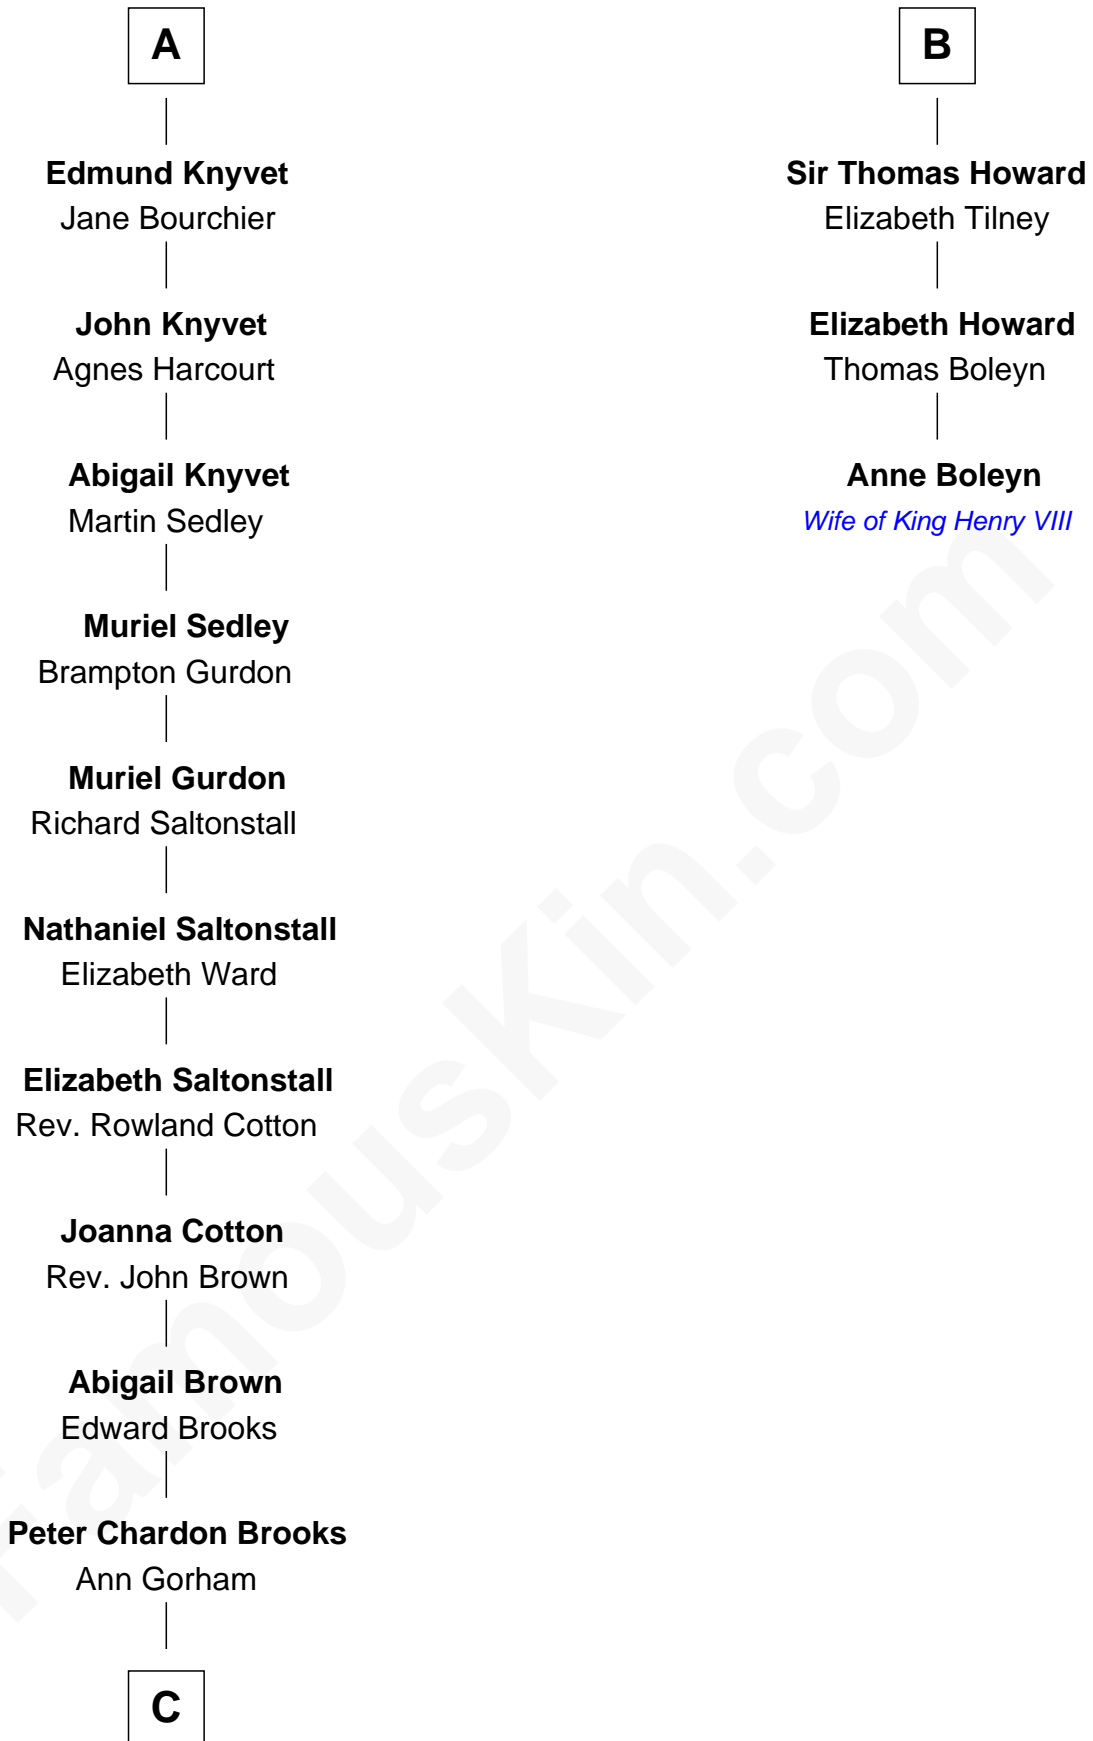 A
Edmund Knyvet
Jane Bourchier
John Knyvet
Agnes Harcourt
Abigail Knyvet
Martin Sedley
Muriel Sedley
Brampton Gurdon
Muriel Gurdon
Richard Saltonstall
Nathaniel Saltonstall
Elizabeth Ward
Elizabeth Saltonstall
Rev. Rowland Cotton
Joanna Cotton
Rev. John Brown
Abigail Brown
Edward Brooks
Peter Chardon Brooks
Ann Gorham
C
B
Sir Thomas Howard
Elizabeth Tilney
Elizabeth Howard
Thomas Boleyn
Anne Boleyn
Wife of King Henry VIII
FamousKin.com